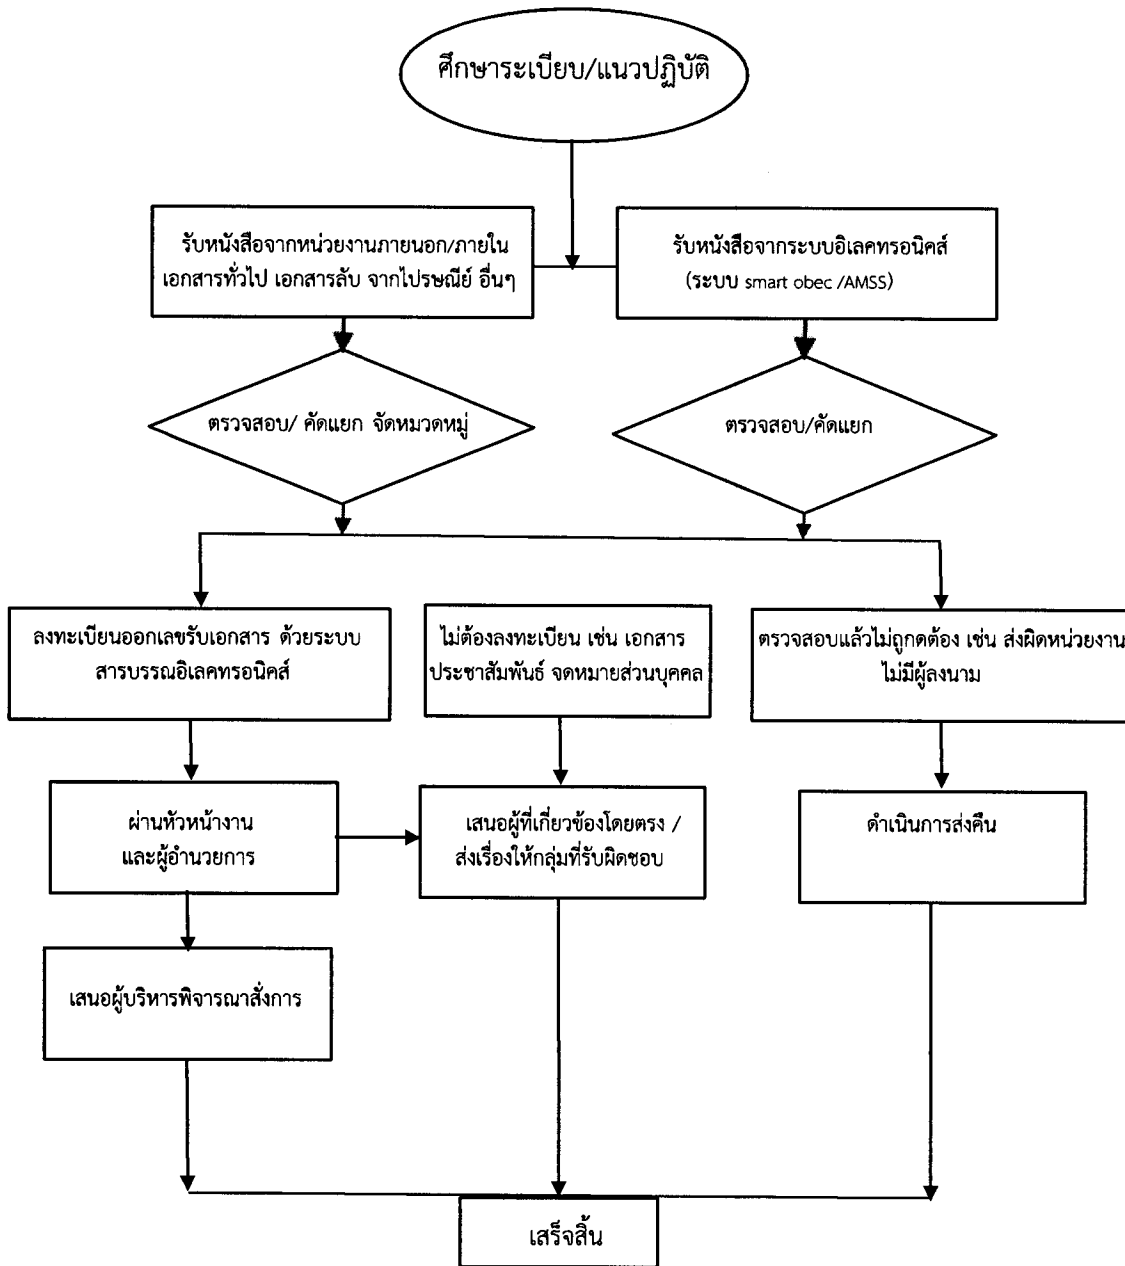 ศึกษาระเบียบ/แนวปฏิบัติ
รับหนังสือจากหน่วยงานภายนอก/ภายใน
เอกสารทั่วไป เอกสารลับ จากไปรษณีย์ อื่นๆ
รับหนังสือจากระบบอิเลคทรอนิคส์
(ระบบ smart obec /AMSS)
ตรวจสอบ/ คัดแยก จัดหมวดหมู่
ตรวจสอบ/คัดแยก
ลงทะเบียนออกเลขรับเอกสาร ด้วยระบบ
สารบรรณอิเลคทรอนิคส์
ไม่ต้องลงทะเบียน เช่น เอกสาร
ประชาสัมพันธ์ จดหมายส่วนบุคคล
ตรวจสอบแล้วไม่ถูกต้อง เช่น ส่งผิดหน่วยงาน
ไม่มีผู้ลงนาม
ผ่านหัวหน้างาน
และผู้อำนวยการ
เสนอผู้ที่เกี่ยวข้องโดยตรง /
ส่งเรื่องให้กลุ่มที่รับผิดชอบ
ดำเนินการส่งคืน
เสนอผู้บริหารพิจารณาสั่งการ
เสร็จสิ้น